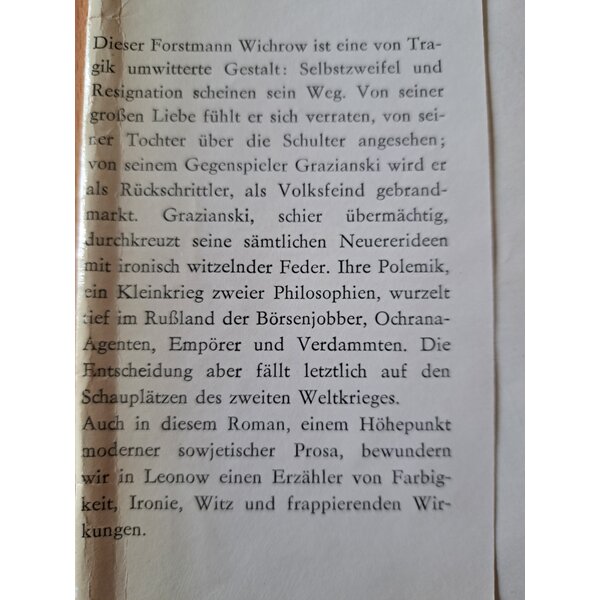 Dieser Forstmann Wichrow ist eine von Tra-
gik umwitterte Gestalt: Selbstzweifel und
Resignation scheinen sein Weg. Von seiner
großen Liebe fühlt er sich verraten, von sei-
ner Tochter über die Schulter angesehen;
von seinem Gegenspieler Grazianski wird er
als Rückschrittler, als Volksfeind gebrand-
markt. Grazianski, schier übermächtig,
durchkreuzt seine sämtlichen Neuererideen
mit ironisch witzelnder Feder. Ihre Polemik,
ein Kleinkrieg zweier Philosophien, wurzelt
tief im Rußland der Börsenjobber, Ochrana-
Agenten, Empörer und Verdammten. Die
Entscheidung aber fällt letztlich auf den
Schauplätzen des zweiten Weltkrieges.
Auch in diesem Roman, einem Höhepunkt
moderner sowjetischer Prosa, bewundern
wir in Leonow einen Erzähler von Farbig-
keit, Ironie, Witz und frappierenden Wir-
kungen.